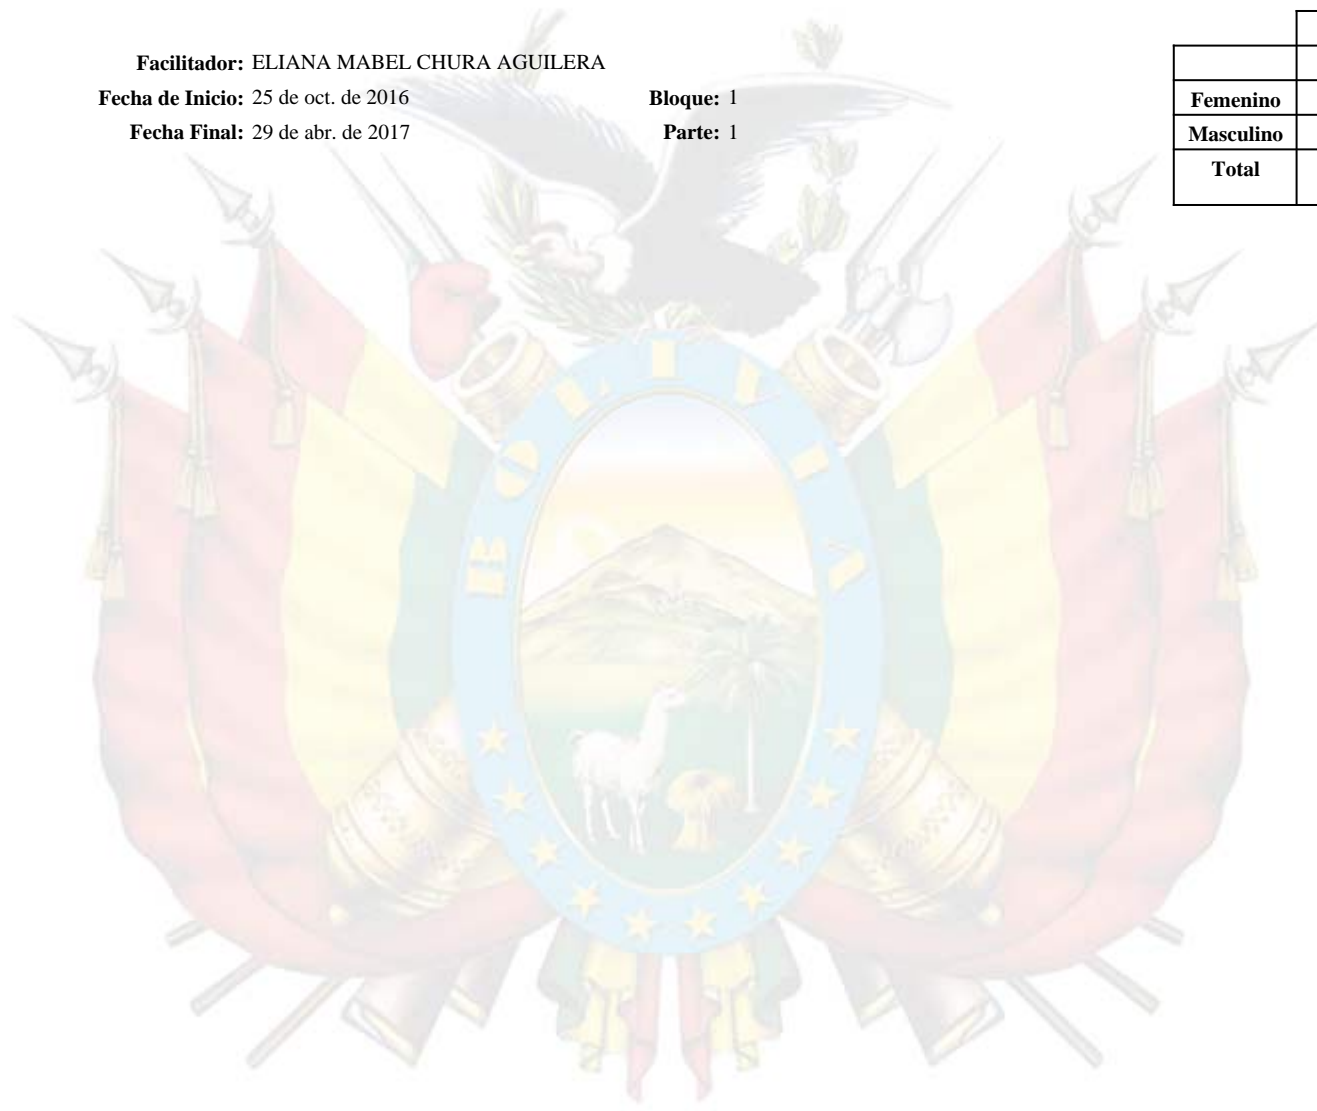 Facilitador: ELIANA MABEL CHURA AGUILERA
Fecha de Inicio: 25 de oct. de 2016 Bloque: 1
Fecha Final: 29 de abr. de 2017 Parte: 1
Femenino
Masculino
Total
BOLIVIA